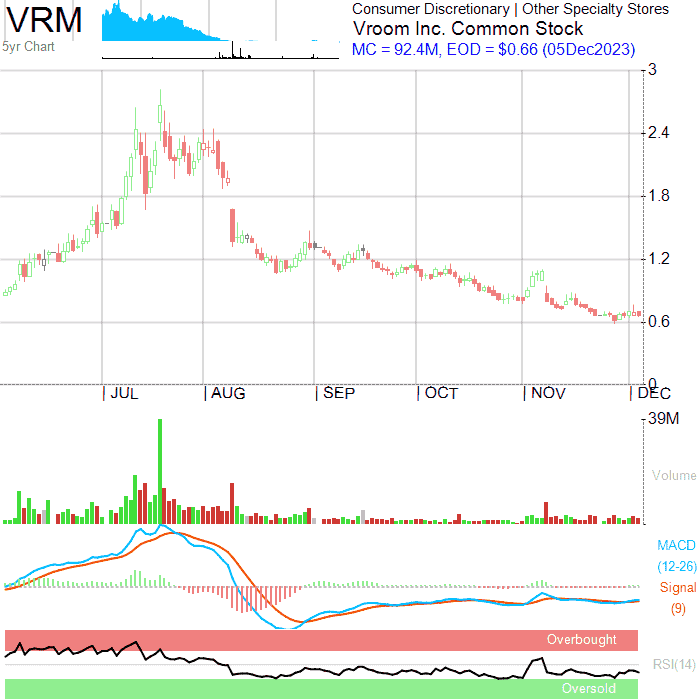 VRM
Consumer Discretionary | Other Specialty Stores
Vroom Inc. Common Stock
5yr Chart
MC = 92.4M, EOD = $0.66 (05Dec2023)
3
2.4
1.8
1.2
0.6
0
JUL AUG SEP OCT NOV DEC
39M
Volume
MACD
(12-26)
Signal
(9)
Overbought
RSI(14)
Oversold